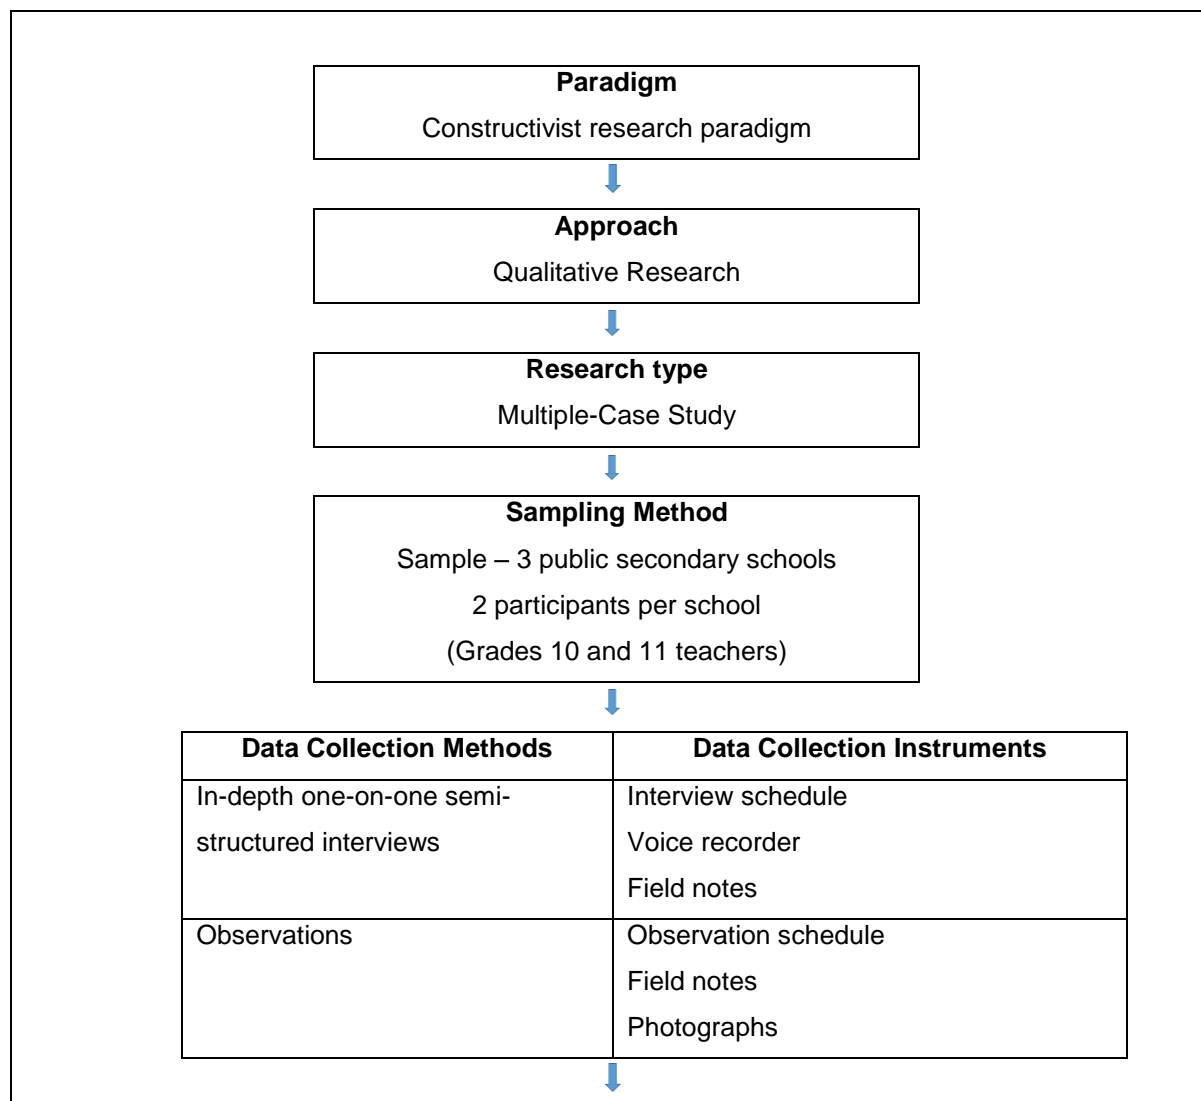 Paradigm
Constructivist research paradigm
Approach
Qualitative Research
Research type
Multiple-Case Study
Sampling Method
Sample – 3 public secondary schools
2 participants per school
(Grades 10 and 11 teachers)
Data Collection Methods
Data Collection Instruments
In-depth one-on-one semi-
structured interviews
Interview schedule
Voice recorder
Field notes
Observations
Observation schedule
Field notes
Photographs